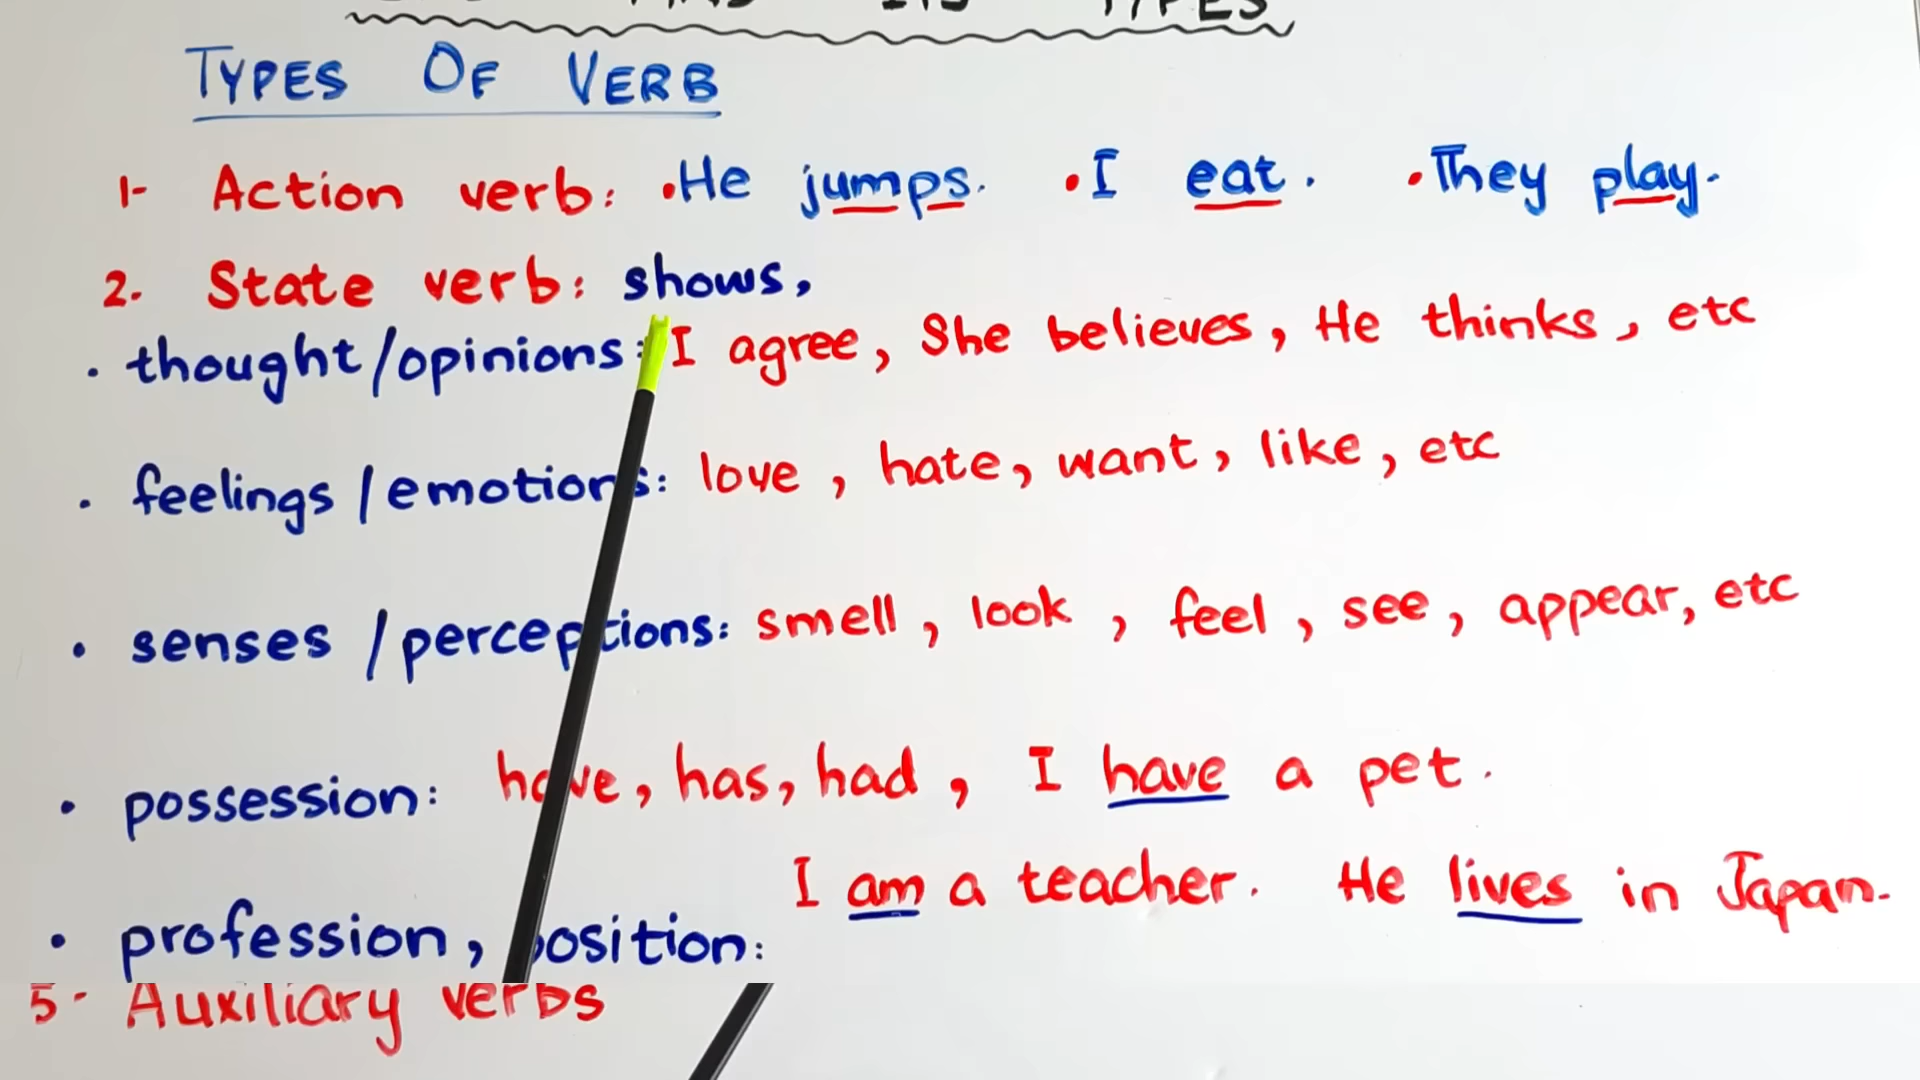 ITS TYPES
TYPES OF VERB
1- Action verb: •He jumps. •I eat. •They play.
2. State verb: shows,
• thought/opinions: I agree, She believes, He thinks, etc
• feelings/emotions: love, hate, want, like, etc
• senses/perceptions: smell, look, feel, see, appear, etc
• possession: have, has, had, I have a pet.
I am a teacher. He lives in Japan.
• profession, position:
5- Auxiliary verbs